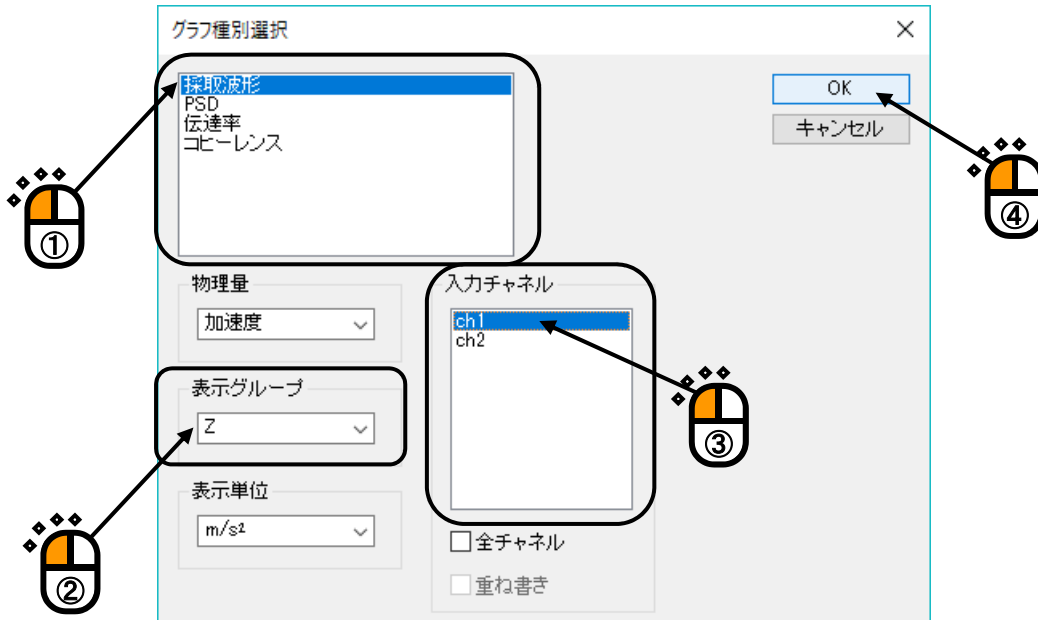 グラフ種別選択
採取波形
PSD
伝達率
コヒーレンス
OK
キャンセル
①
④
物理量
加速度
入力チャネル
ch1
ch2
表示グループ
Z
③
表示単位
m/s²
全チャネル
重ね書き
②